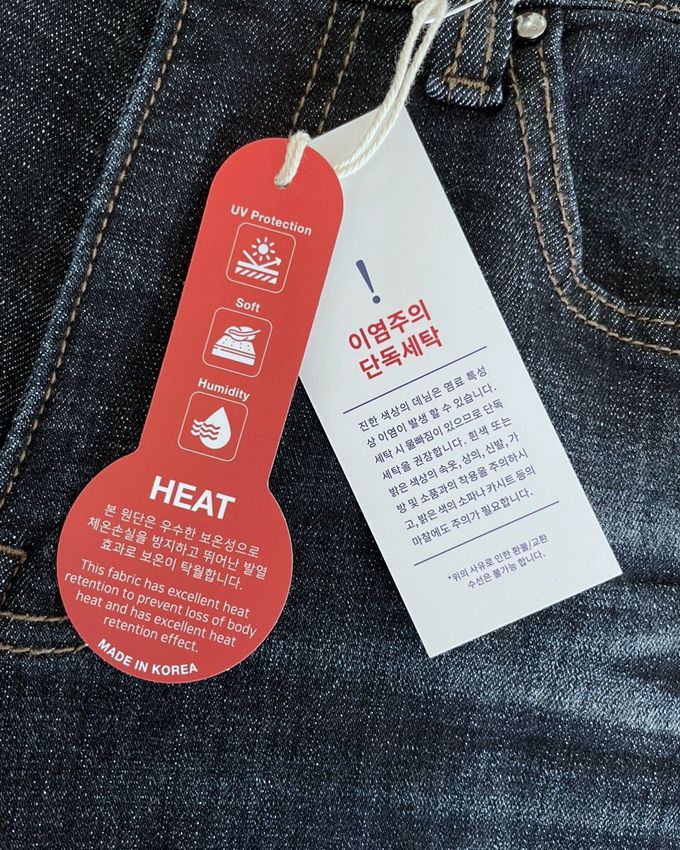 UV Protection
Soft
Humidity
HEAT
본 원단은 우수한 보온성으로
체온손실을 방지하고 뛰어난 발열
효과로 보온이 탁월합니다.
This fabric has excellent heat
retention to prevent loss of body
heat and has excellent heat
retention effect.
MADE IN KOREA
!
이염주의
단독세탁
진한 색상의 데님은 염료 특성
상 이염이 발생 할 수 있습니다.
세탁 시 물빠짐이 있으므로 단독
세탁을 권장합니다. 흰색 또는
밝은 색상의 속옷, 상의, 신발, 가
방 및 소품과의 착용을 주의하시
고, 밝은 색의 소파나 카시트 등의
마찰에도 주의가 필요합니다.
*위의 사유로 인한 환불/교환
수선은 불가능 합니다.